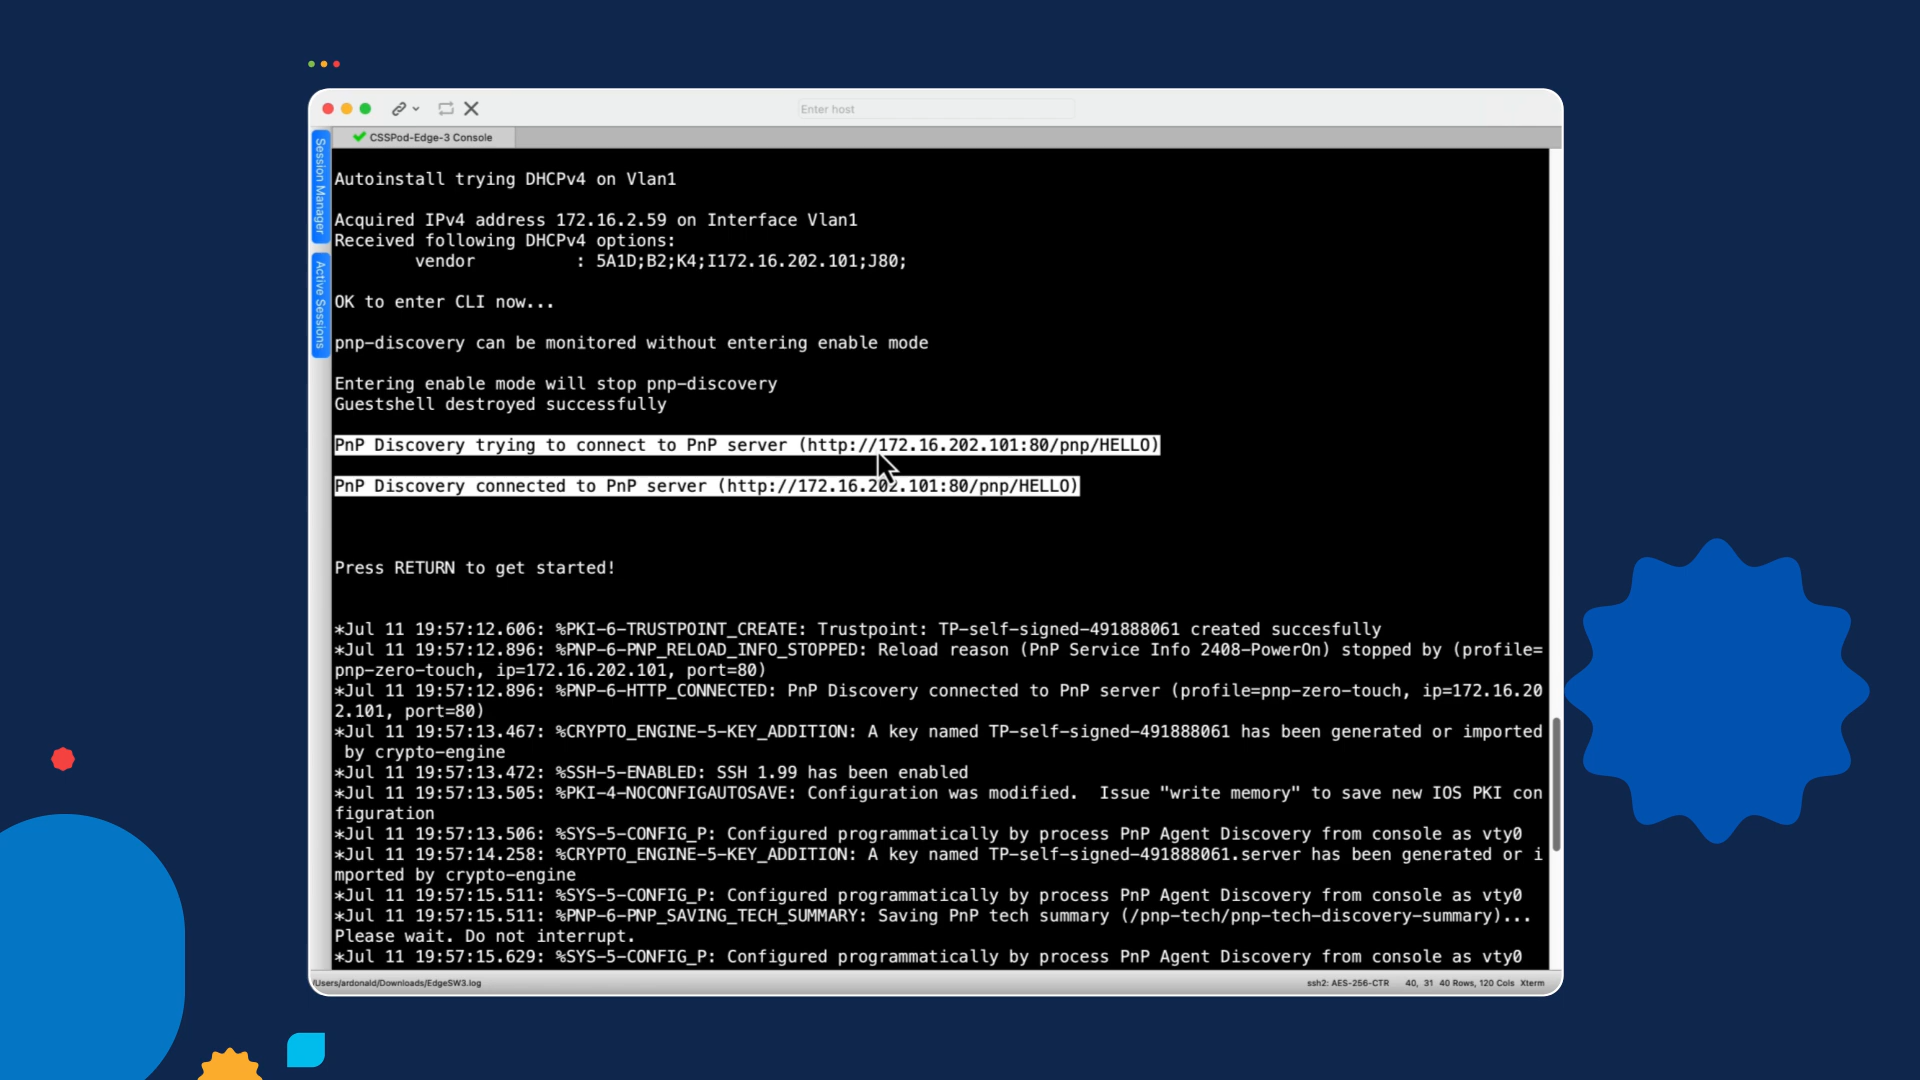 Enter host
CSSPod-Edge-3 Console
Session Manager
Active Sessions
Autoinstall trying DHCPv4 on Vlan1
Acquired IPv4 address 172.16.2.59 on Interface Vlan1
Received following DHCPv4 options:
vendor : 5A1D;B2;K4;I172.16.202.101;J80;
OK to enter CLI now...
pnp-discovery can be monitored without entering enable mode
Entering enable mode will stop pnp-discovery
Guestshell destroyed successfully
PnP Discovery trying to connect to PnP server (http://172.16.202.101:80/pnp/HELLO)
PnP Discovery connected to PnP server (http://172.16.202.101:80/pnp/HELLO)
Press RETURN to get started!
*Jul 11 19:57:12.606: %PKI-6-TRUSTPOINT_CREATE: Trustpoint: TP-self-signed-491888061 created succesfully
*Jul 11 19:57:12.896: %PNP-6-PNP_RELOAD_INFO_STOPPED: Reload reason (PnP Service Info 2408-PowerOn) stopped by (profile=
pnp-zero-touch, ip=172.16.202.101, port=80)
*Jul 11 19:57:12.896: %PNP-6-HTTP_CONNECTED: PnP Discovery connected to PnP server (profile=pnp-zero-touch, ip=172.16.20
2.101, port=80)
*Jul 11 19:57:13.467: %CRYPTO_ENGINE-5-KEY_ADDITION: A key named TP-self-signed-491888061 has been generated or imported
by crypto-engine
*Jul 11 19:57:13.472: %SSH-5-ENABLED: SSH 1.99 has been enabled
*Jul 11 19:57:13.505: %PKI-4-NOCONFIGAUTOSAVE: Configuration was modified.  Issue "write memory" to save new IOS PKI con
figuration
*Jul 11 19:57:13.506: %SYS-5-CONFIG_P: Configured programmatically by process PnP Agent Discovery from console as vty0
*Jul 11 19:57:14.258: %CRYPTO_ENGINE-5-KEY_ADDITION: A key named TP-self-signed-491888061.server has been generated or i
mported by crypto-engine
*Jul 11 19:57:15.511: %SYS-5-CONFIG_P: Configured programmatically by process PnP Agent Discovery from console as vty0
*Jul 11 19:57:15.511: %PNP-6-PNP_SAVING_TECH_SUMMARY: Saving PnP tech summary (/pnp-tech/pnp-tech-discovery-summary)...
Please wait. Do not interrupt.
*Jul 11 19:57:15.629: %SYS-5-CONFIG_P: Configured programmatically by process PnP Agent Discovery from console as vty0
/Users/ardonald/Downloads/EdgeSW3.log
ssh2: AES-256-CTR 40, 31 40 Rows, 120 Cols Xterm